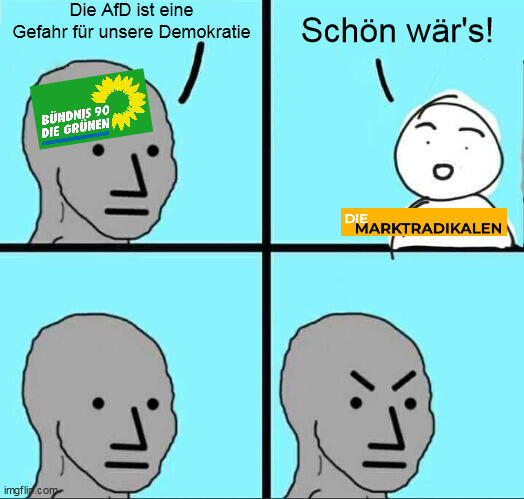 Die AfD ist eine
Gefahr für unsere Demokratie
Schön wär's!
BÜNDNIS 90
DIE GRÜNEN
DIE
MARKTRADIKALEN
imgflip.com